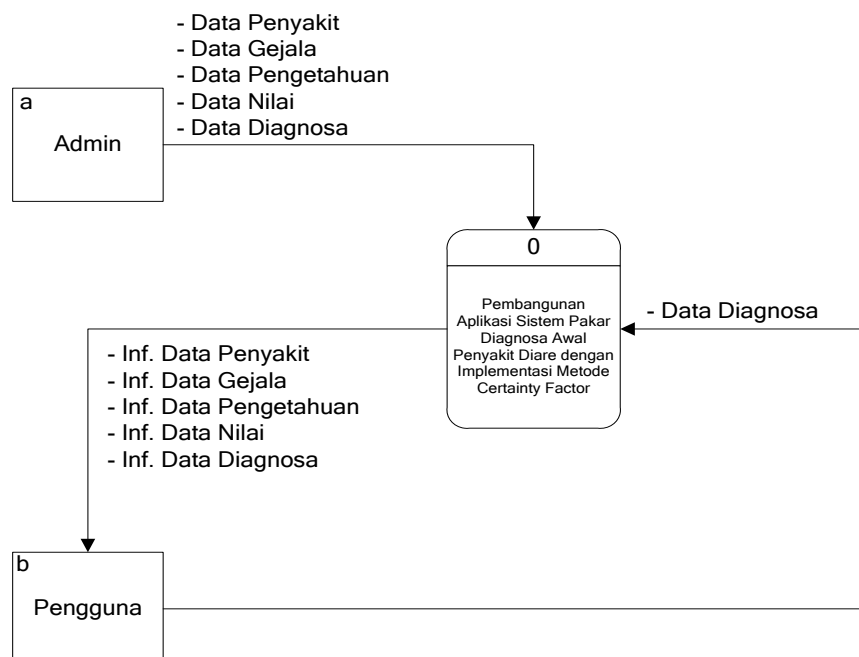 - Data Penyakit
- Data Gejala
- Data Pengetahuan
- Data Nilai
- Data Diagnosa
a
Admin
0
Pembangunan
Aplikasi Sistem Pakar
Diagnosa Awal
Penyakit Diare dengan
Implementasi Metode
Certainty Factor
- Data Diagnosa
- Inf. Data Penyakit
- Inf. Data Gejala
- Inf. Data Pengetahuan
- Inf. Data Nilai
- Inf. Data Diagnosa
b
Pengguna